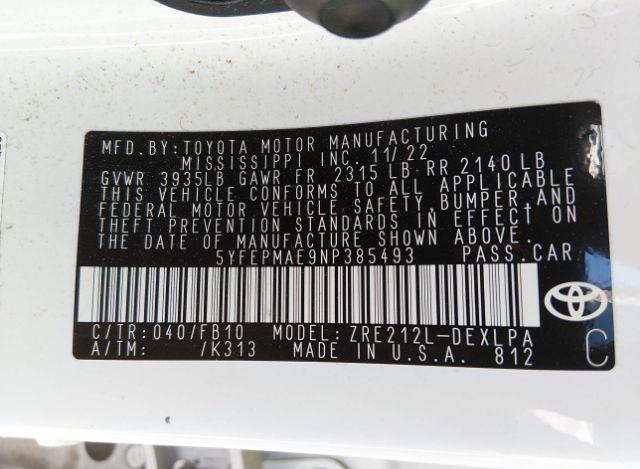 MFD. BY: TOYOTA MOTOR MANUFACTURING
MISSISSIPPI INC. 11/22
GVWR 3935LB GAWR FR 2315 LB RR 2140 LB
THIS VEHICLE CONFORMS TO ALL APPLICABLE
FEDERAL MOTOR VEHICLE SAFETY, BUMPER, AND
THEFT PREVENTION STANDARDS IN EFFECT ON
THE DATE OF MANUFACTURE SHOWN ABOVE.
5YFEPMAE9NP385493 PASS.CAR
C/TR: 040/FB10 MODEL: ZRE212L-DEXLPA
A/TM: /K313 MADE IN U.S.A. 812
C